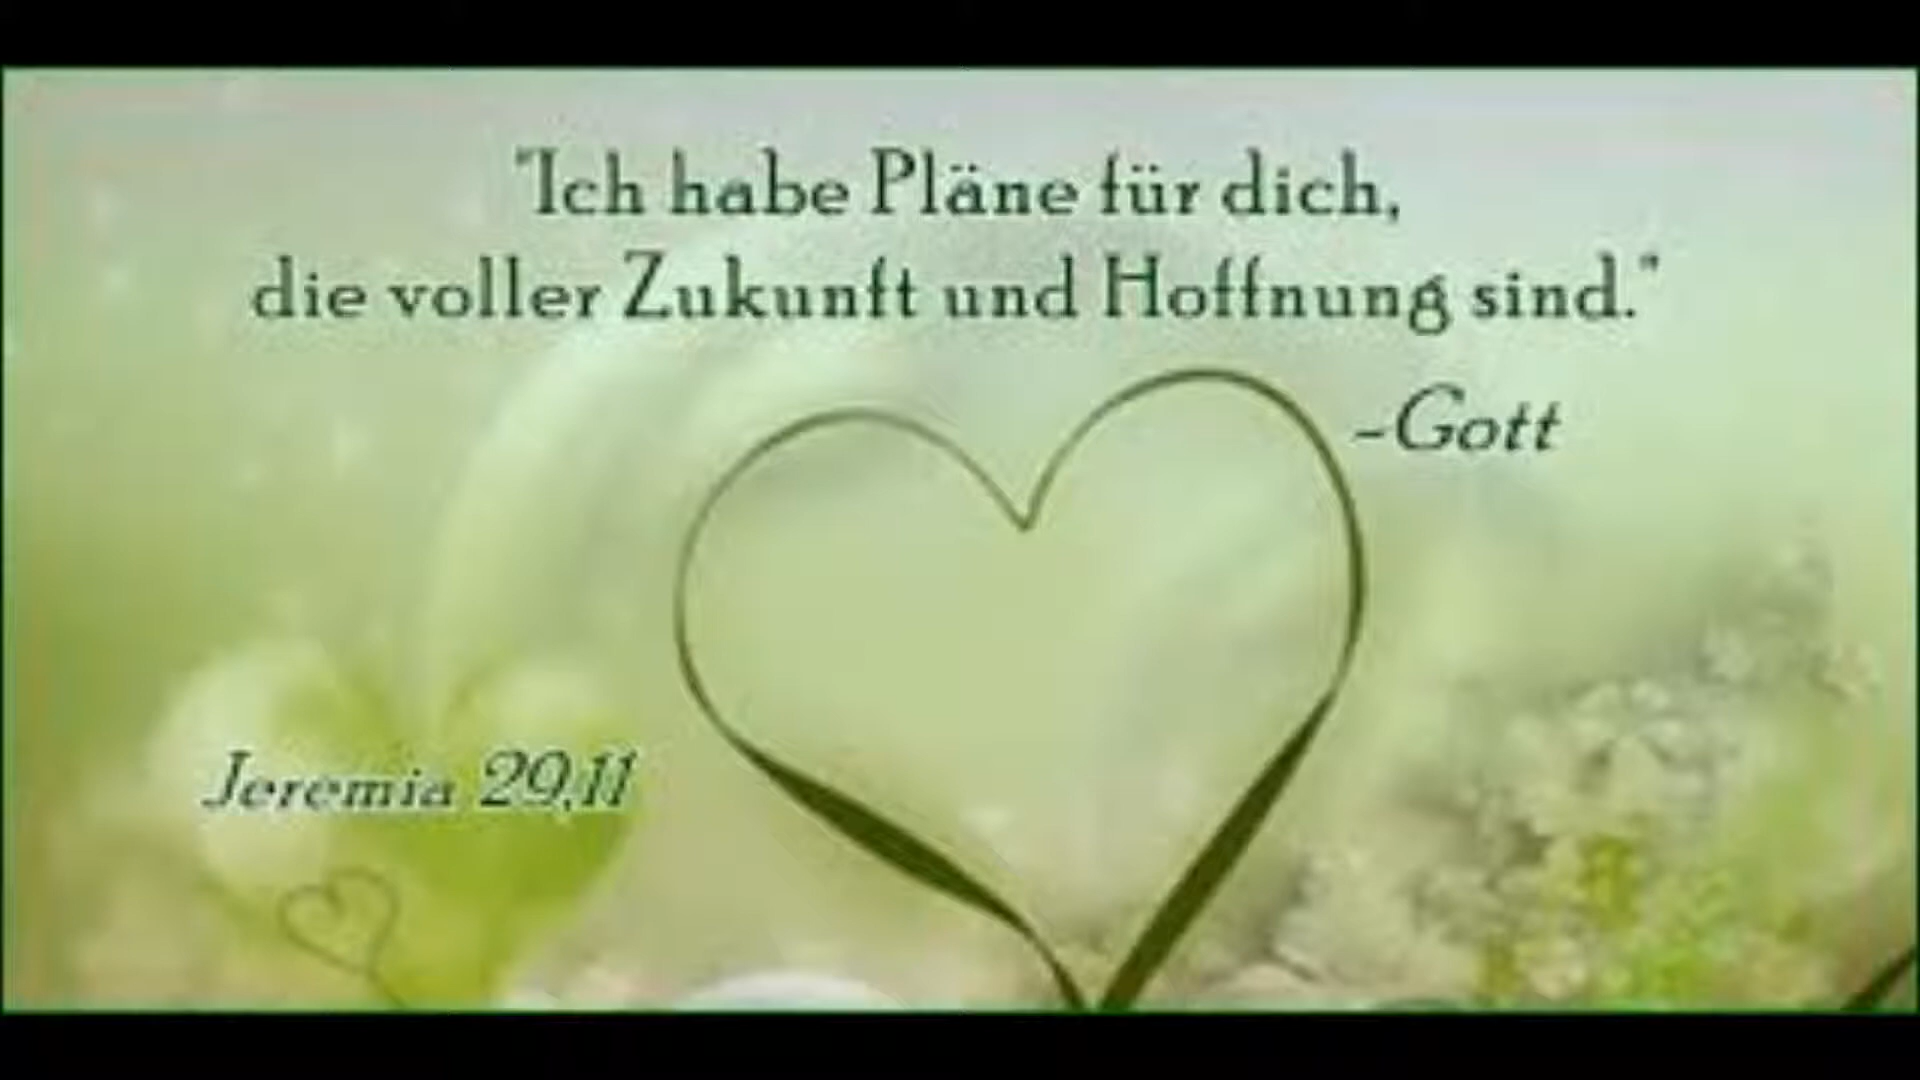 "Ich habe Pläne für dich,
die voller Zukunft und Hoffnung sind."
-Gott
Jeremia 29,11